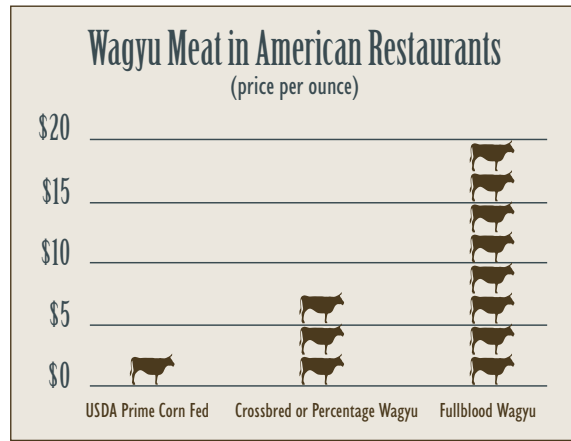 Wagyu Meat in American Restaurants
(price per ounce)
$20
$15
$10
$5
$0
USDA Prime Corn Fed
Crossbred or Percentage Wagyu
Fullblood Wagyu